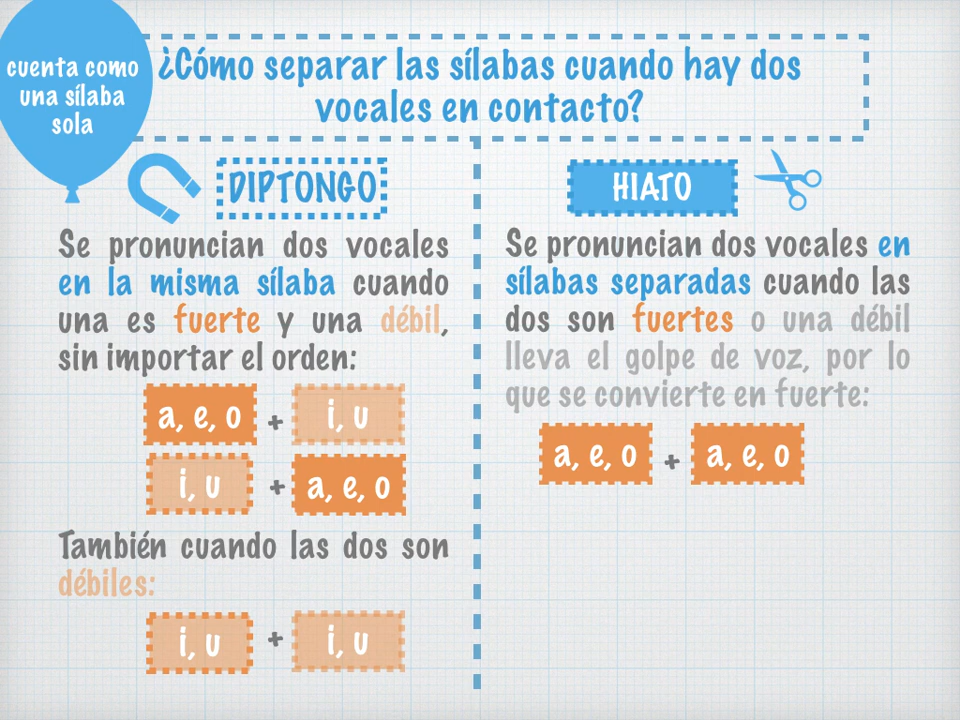 cuenta como
una sílaba
sola
¿Cómo separar las sílabas cuando hay dos
vocales en contacto?
DIPTONGO
Se pronuncian dos vocales
en la misma sílaba cuando
una es fuerte y una débil,
sin importar el orden:
a, e, o + i, u
i, u + a, e, o
También cuando las dos son
débiles:
i, u + i, u
HIATO
Se pronuncian dos vocales en
sílabas separadas cuando las
dos son fuertes o una débil
lleva el golpe de voz, por lo
que se convierte en fuerte:
a, e, o + a, e, o